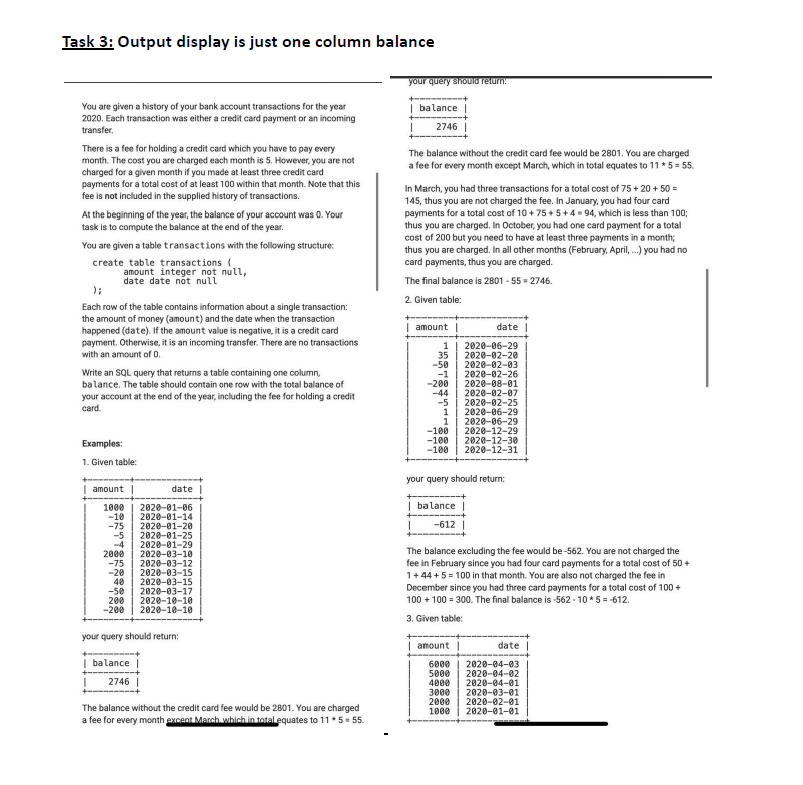 Task 3: Output display is just one column balance
You are given a history of your bank account transactions for the year
2020. Each transaction was either a credit card payment or an incoming
transfer.
There is a fee for holding a credit card which you have to pay every
month. The cost you are charged each month is 5. However, you are not
charged for a given month if you made at least three credit card
payments for a total cost of at least 100 within that month. Note that this
fee is not included in the supplied history of transactions.
At the beginning of the year, the balance of your account was 0. Your
task is to compute the balance at the end of the year.
You are given a table transactions with the following structure:
create table transactions (
amount integer not null,
date date not null
);
Each row of the table contains information about a single transaction:
the amount of money (amount) and the date when the transaction
happened (date). If the amount value is negative, it is a credit card
payment. Otherwise, it is an incoming transfer. There are no transactions
with an amount of 0.
Write an SQL query that returns a table containing one column,
balance. The table should contain one row with the total balance of
your account at the end of the year, including the fee for holding a credit
card.
Examples:
1. Given table:
+--------+------------+
| amount | date |
+--------+------------+
| 1000 | 2020-01-06 |
| -10 | 2020-01-14 |
| -75 | 2020-01-20 |
| -5 | 2020-01-25 |
| -4 | 2020-01-29 |
| 2000 | 2020-03-10 |
| -75 | 2020-03-12 |
| -20 | 2020-03-15 |
| 40 | 2020-03-15 |
| -50 | 2020-03-17 |
| 200 | 2020-10-10 |
| -200 | 2020-10-10 |
+--------+------------+
your query should return:
+---------+
| balance |
+---------+
| 2746 |
+---------+
The balance without the credit card fee would be 2801. You are charged
a fee for every month except March, which in total equates to 11 * 5 = 55.
your query should return:
+---------+
| balance |
+---------+
| 2746 |
+---------+
The balance without the credit card fee would be 2801. You are charged
a fee for every month except March, which in total equates to 11 * 5 = 55.
In March, you had three transactions for a total cost of 75 + 20 + 50 =
145, thus you are not charged the fee. In January, you had four card
payments for a total cost of 10 + 75 + 5 + 4 = 94, which is less than 100;
thus you are charged. In October, you had one card payment for a total
cost of 200 but you need to have at least three payments in a month;
thus you are charged. In all other months (February, April, ...) you had no
card payments, thus you are charged.
The final balance is 2801 - 55 = 2746.
2. Given table:
+--------+------------+
| amount | date |
+--------+------------+
| 1 | 2020-06-29 |
| 35 | 2020-02-20 |
| -50 | 2020-02-03 |
| -1 | 2020-02-26 |
| -200 | 2020-08-01 |
| -44 | 2020-02-07 |
| -5 | 2020-02-25 |
| 1 | 2020-06-29 |
| 1 | 2020-06-29 |
| -100 | 2020-12-29 |
| -100 | 2020-12-30 |
| -100 | 2020-12-31 |
+--------+------------+
your query should return:
+---------+
| balance |
+---------+
| -612 |
+---------+
The balance excluding the fee would be -562. You are not charged the
fee in February since you had four card payments for a total cost of 50 +
1 + 44 + 5 = 100 in that month. You are also not charged the fee in
December since you had three card payments for a total cost of 100 +
100 + 100 = 300. The final balance is -562 - 10 * 5 = -612.
3. Given table:
+--------+------------+
| amount | date |
+--------+------------+
| 6000 | 2020-04-03 |
| 5000 | 2020-04-02 |
| 4000 | 2020-04-01 |
| 3000 | 2020-03-01 |
| 2000 | 2020-02-01 |
| 1000 | 2020-01-01 |
+--------+------------+